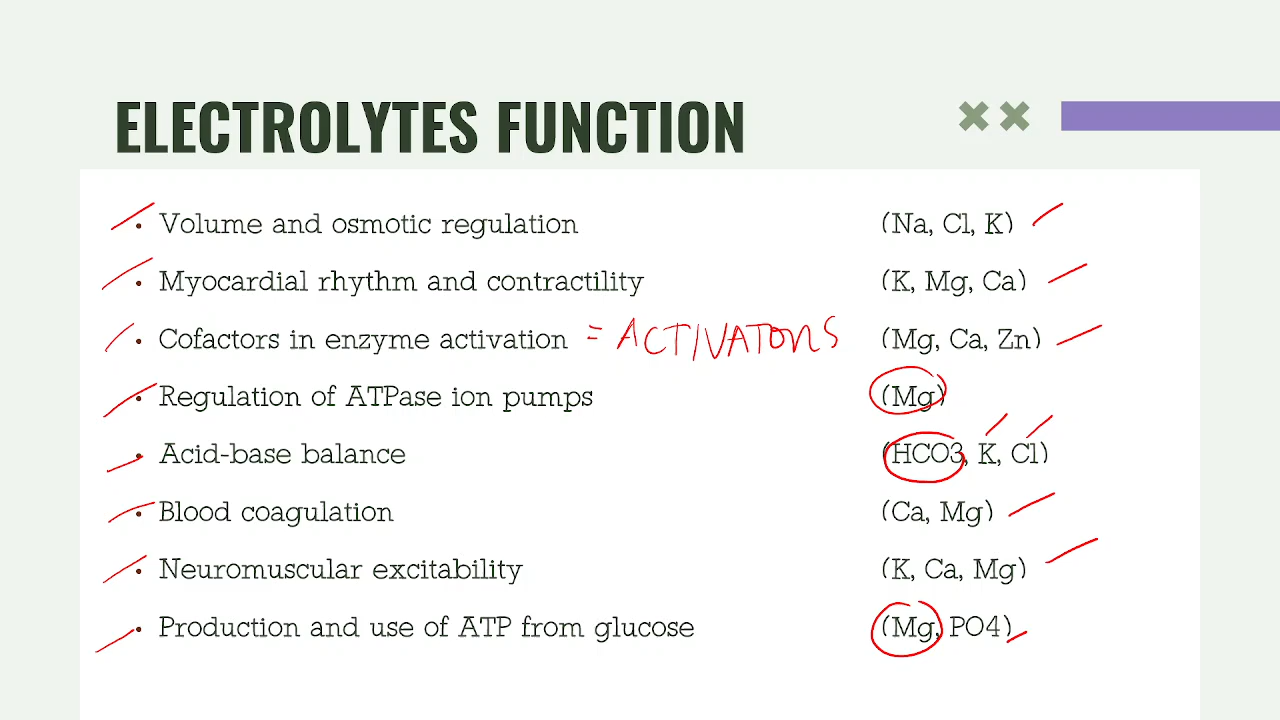 ELECTROLYTES FUNCTION
• Volume and osmotic regulation (Na, Cl, K)
• Myocardial rhythm and contractility (K, Mg, Ca)
• Cofactors in enzyme activation = ACTIVATORS (Mg, Ca, Zn)
• Regulation of ATPase ion pumps (Mg)
• Acid-base balance (HCO3, K, Cl)
• Blood coagulation (Ca, Mg)
• Neuromuscular excitability (K, Ca, Mg)
• Production and use of ATP from glucose (Mg, PO4)